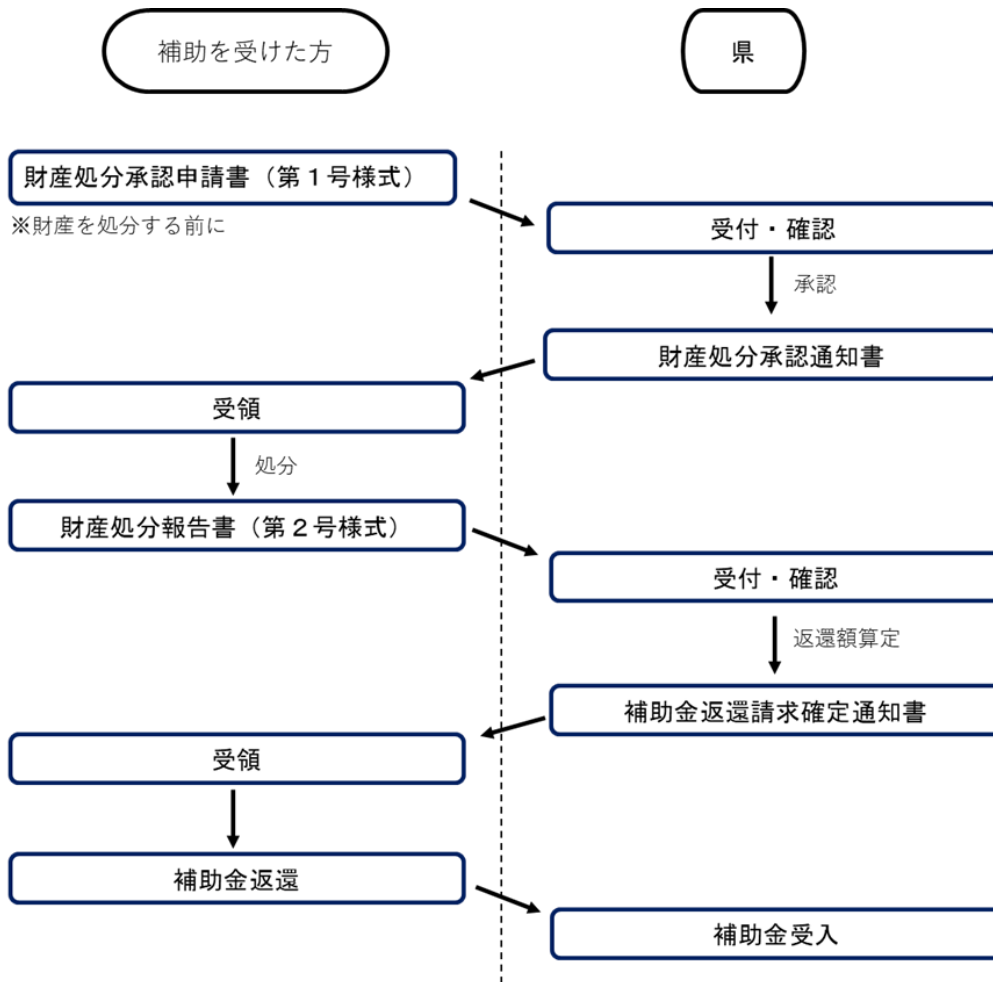 補助を受けた方
県
財産処分承認申請書（第１号様式）
※財産を処分する前に
受付・確認
承認
財産処分承認通知書
受領
処分
財産処分報告書（第２号様式）
受付・確認
返還額算定
補助金返還請求確定通知書
受領
補助金返還
補助金受入